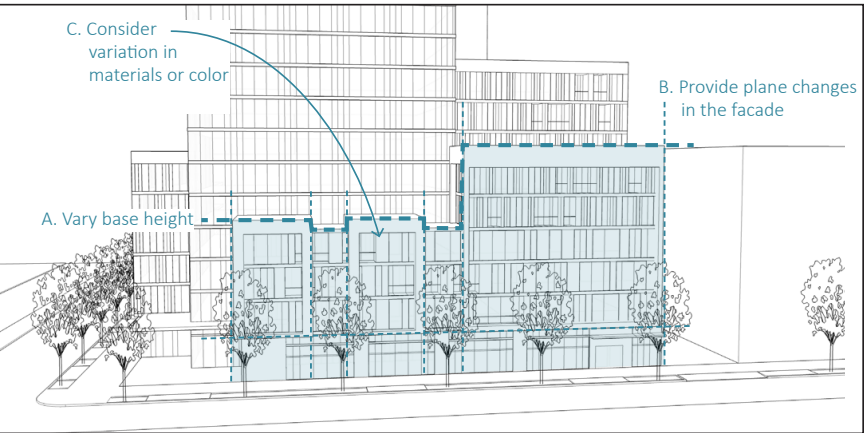 C. Consider
variation in
materials or color
B. Provide plane changes
in the facade
A. Vary base height